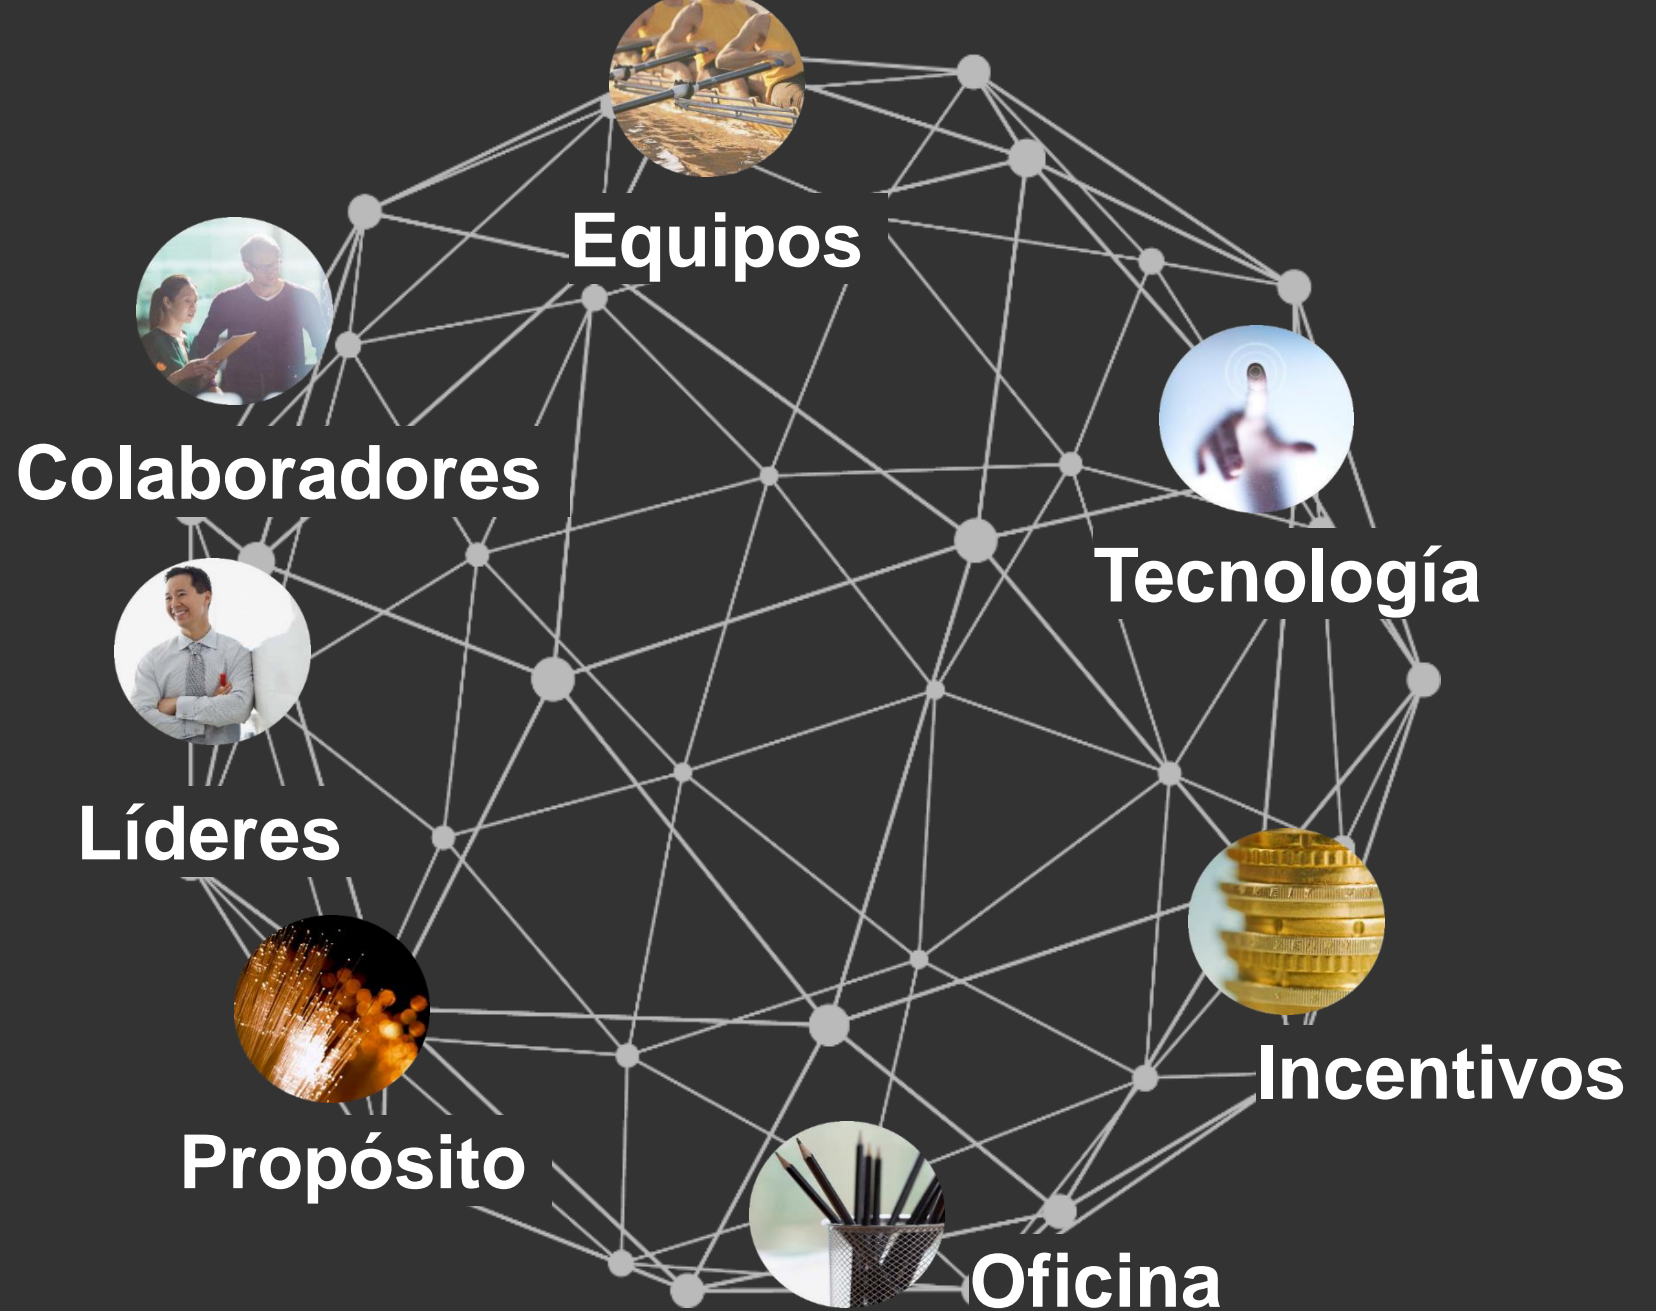 Equipos
Colaboradores
Tecnología
Líderes
Incentivos
Propósito
Oficina